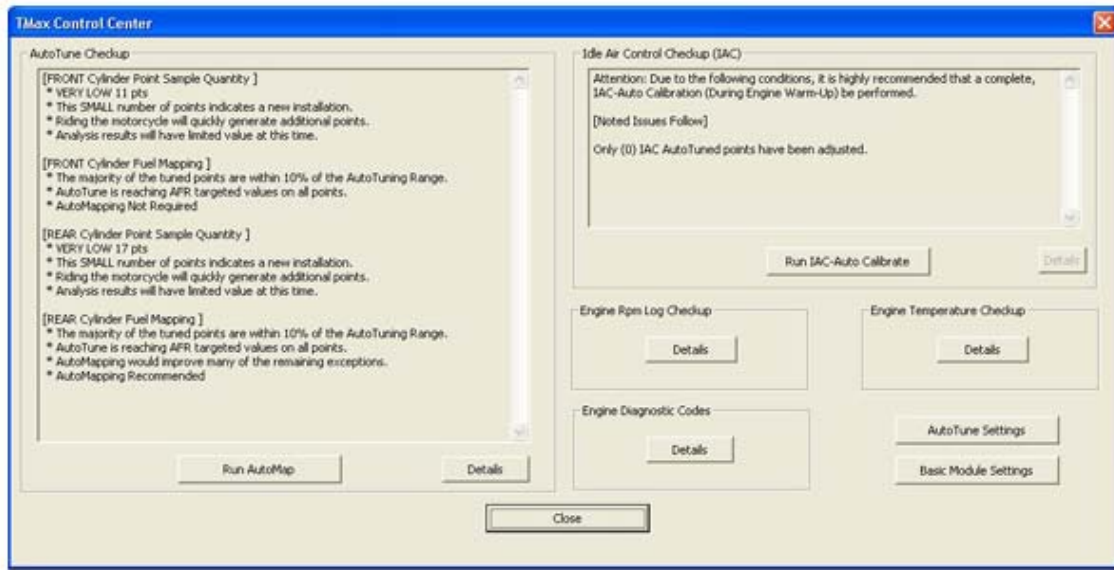 TMax Control Center
AutoTune Checkup
[FRONT Cylinder Point Sample Quantity ]
* VERY LOW 11 pts
* This SMALL number of points indicates a new installation.
* Riding the motorcycle will quickly generate additional points.
* Analysis results will have limited value at this time.
[FRONT Cylinder Fuel Mapping ]
* The majority of the tuned points are within 10% of the AutoTuning Range.
* AutoTune is reaching AFR targeted values on all points.
* AutoMapping Not Required
[REAR Cylinder Point Sample Quantity ]
* VERY LOW 17 pts
* This SMALL number of points indicates a new installation.
* Riding the motorcycle will quickly generate additional points.
* Analysis results will have limited value at this time.
[REAR Cylinder Fuel Mapping ]
* The majority of the tuned points are within 10% of the AutoTuning Range.
* AutoTune is reaching AFR targeted values on all points.
* AutoMapping would improve many of the remaining exceptions.
* AutoMapping Recommended
Run AutoMap
Details
Idle Air Control Checkup (IAC)
Attention: Due to the following conditions, it is highly recommended that a complete,
IAC-Auto Calibration (During Engine Warm-Up) be performed.
[Noted Issues Follow]
Only (0) IAC AutoTuned points have been adjusted.
Run IAC-Auto Calibrate
Details
Engine Rpm Log Checkup
Details
Engine Temperature Checkup
Details
Engine Diagnostic Codes
Details
AutoTune Settings
Basic Module Settings
Close